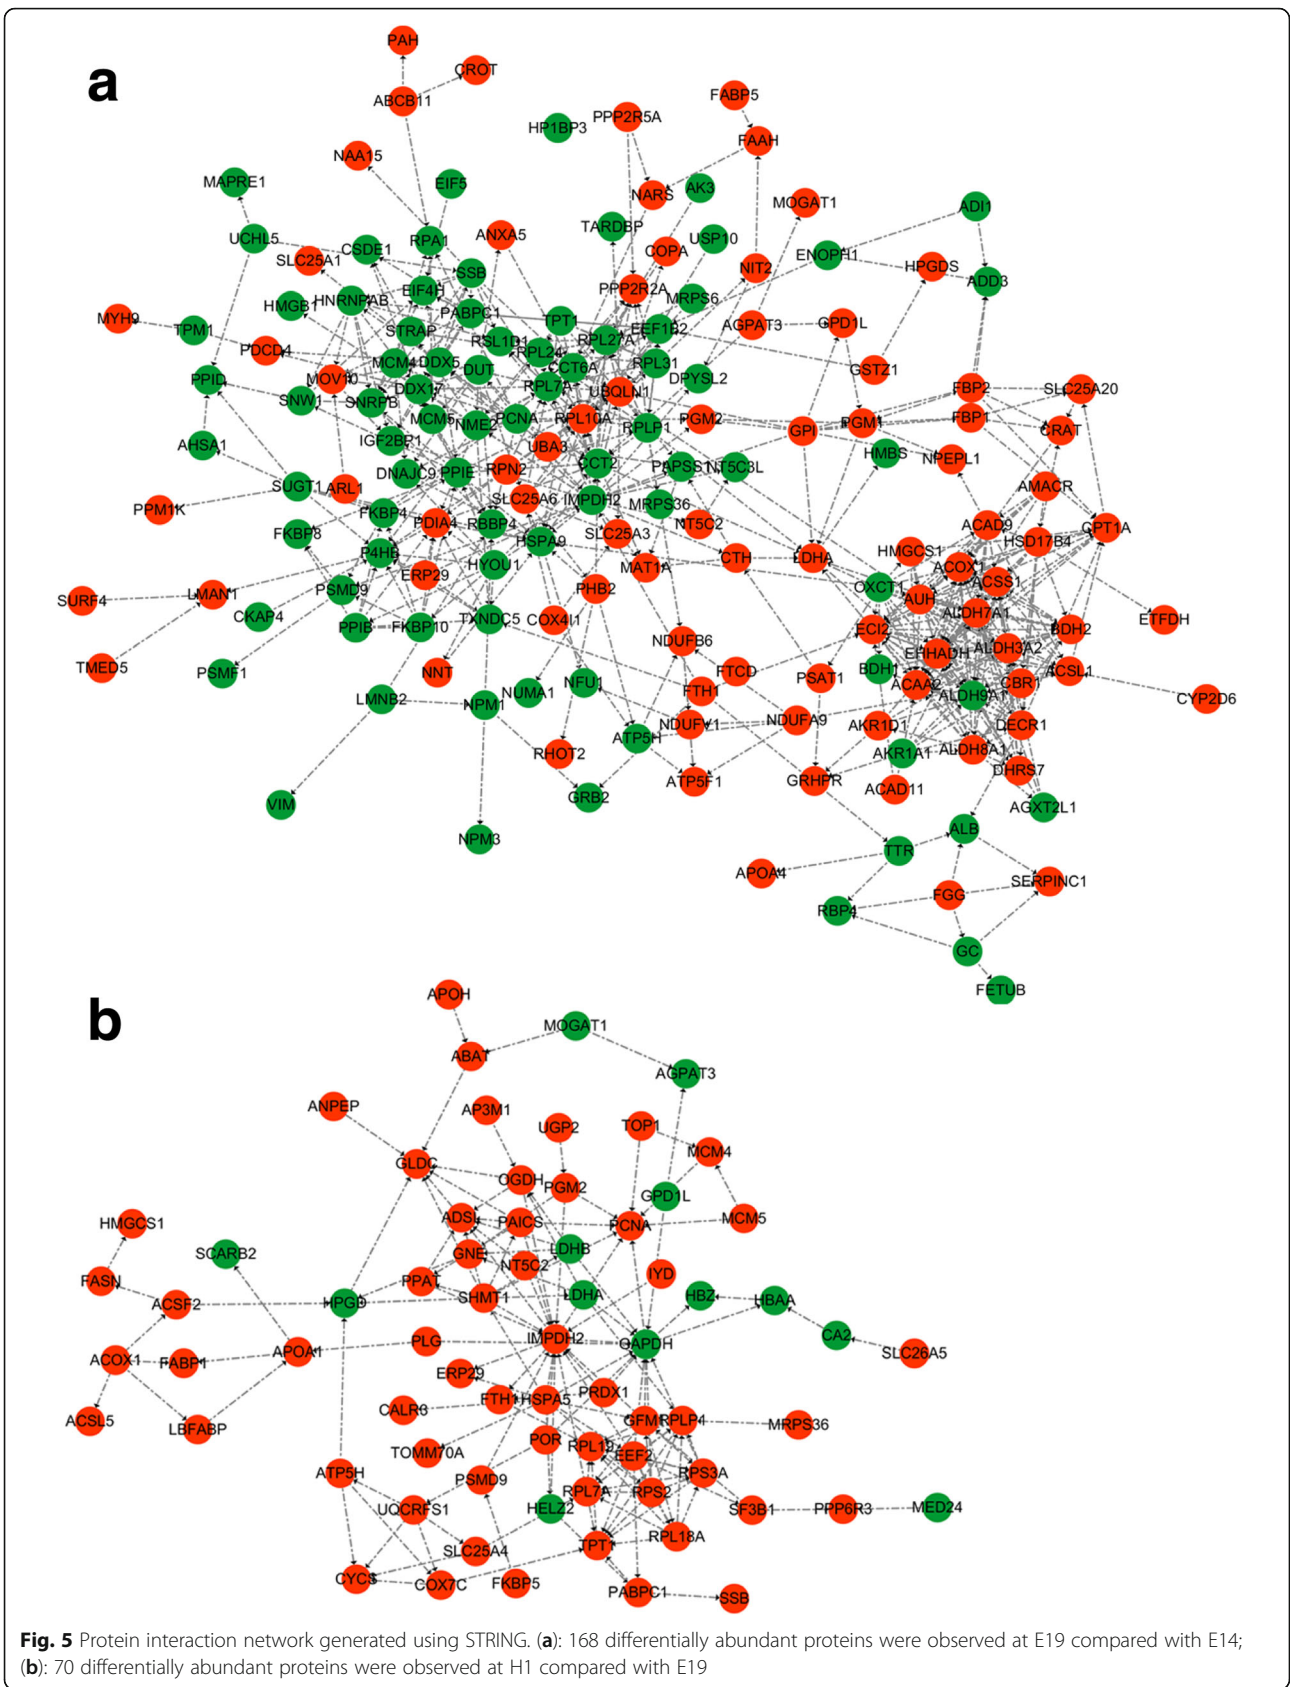 a
PAH
CROT
ABCB11
FABP5
PPP2R5A
HP1BP3
FAAH
NAA15
MAPRE1
EIF5
NARS
AK3
MOGAT1
ADI1
UCHL5
CSDE1
RPA1
ANXA5
TARDBP
USP10
COPA
ENOPH1
SLC25A1
SSB
NIT2
HPGDS
ADD3
HMGB1
HNRNPAB
EIF4H
PPP2R2A
MRPS6
MYH9
TPM1
STRAP
PABPC1
TPT1
EEF1B2
AGPAT3
GPD1L
PDCD4
RSL1D1
RPL24
RPL27A
MCM4
DDX5
DUT
CCT6A
RPL31
DPYSL2
GSTZ1
PPID
MOV10
DDX17
RPL7A
UBQLN1
FBP2
SLC25A20
SNW1
SNRPB
MCM5
NME2
PCNA
RPL10A
RPLP1
PGM2
GPI
PGM1
FBP1
CRAT
AHSA1
IGF2BP1
UBA3
HMBS
NPEPL1
DNAJC9
PPIE
RPN2
CCT2
PAPSS1
NT5C3L
AMACR
SUGT1
ARL1
SLC25A6
IMPDH2
MRPS36
PPM1K
FKBP4
PDIA4
RBBP4
NT5C2
ACAD9
CPT1A
FKBP8
HSPA9
SLC25A3
HSD17B4
P4HB
HYOU1
MAT1A
CTH
LDHA
HMGCS1
ACOX1
ACSS1
ERP29
OXCT1
SURF4
LMAN1
PSMD9
PHB2
AUH
ALDH7A1
CKAP4
PPIB
FKBP10
TXNDC5
COX4I1
ECI2
BDH2
ETFDH
NDUFB6
EHHADH
ALDH3A2
TMED5
PSMF1
NNT
FTCD
PSAT1
BDH1
ACSL1
LMNB2
NPM1
NUMA1
NFU1
FTH1
ACAA2
ALDH9A1
CBR1
CYP2D6
NDUFV1
NDUFA9
AKR1D1
DECR1
RHOT2
ATP5H
AKR1A1
ALDH8A1
VIM
GRB2
ATP5F1
GRHPR
ACAD11
DHRS7
AGXT2L1
NPM3
TTR
ALB
APOA4
SERPINC1
FGG
RBP4
GC
FETUB
b
APOH
MOGAT1
ABAT
AGPAT3
ANPEP
AP3M1
UGP2
TOP1
MCM4
GLDC
OGDH
PGM2
GPD1L
HMGCS1
ADSL
PAICS
PCNA
MCM5
SCARB2
GNE
LDHB
FASN
PPAT
NT5C2
IYD
ACSF2
HPGD
SHMT1
LDHA
HBZ
HBAA
PLG
IMPDH2
GAPDH
CA2
ACOX1
FABP1
APOA1
SLC26A5
ERP29
ACSL5
LBFABP
CALR3
FTH1
HSPA5
PRDX1
GFM1
RPLP1
MRPS36
TOMM70A
POR
RPL19
EEF2
ATP5H
PSMD9
RPS3A
UQCRFS1
HELZ2
RPL7A
RPS2
SF3B1
PPP6R3
MED24
SLC25A4
TPT1
RPL18A
CYCS
COX7C
FKBP5
PABPC1
SSB
Fig. 5 Protein interaction network generated using STRING. (a): 168 differentially abundant proteins were observed at E19 compared with E14;
(b): 70 differentially abundant proteins were observed at H1 compared with E19